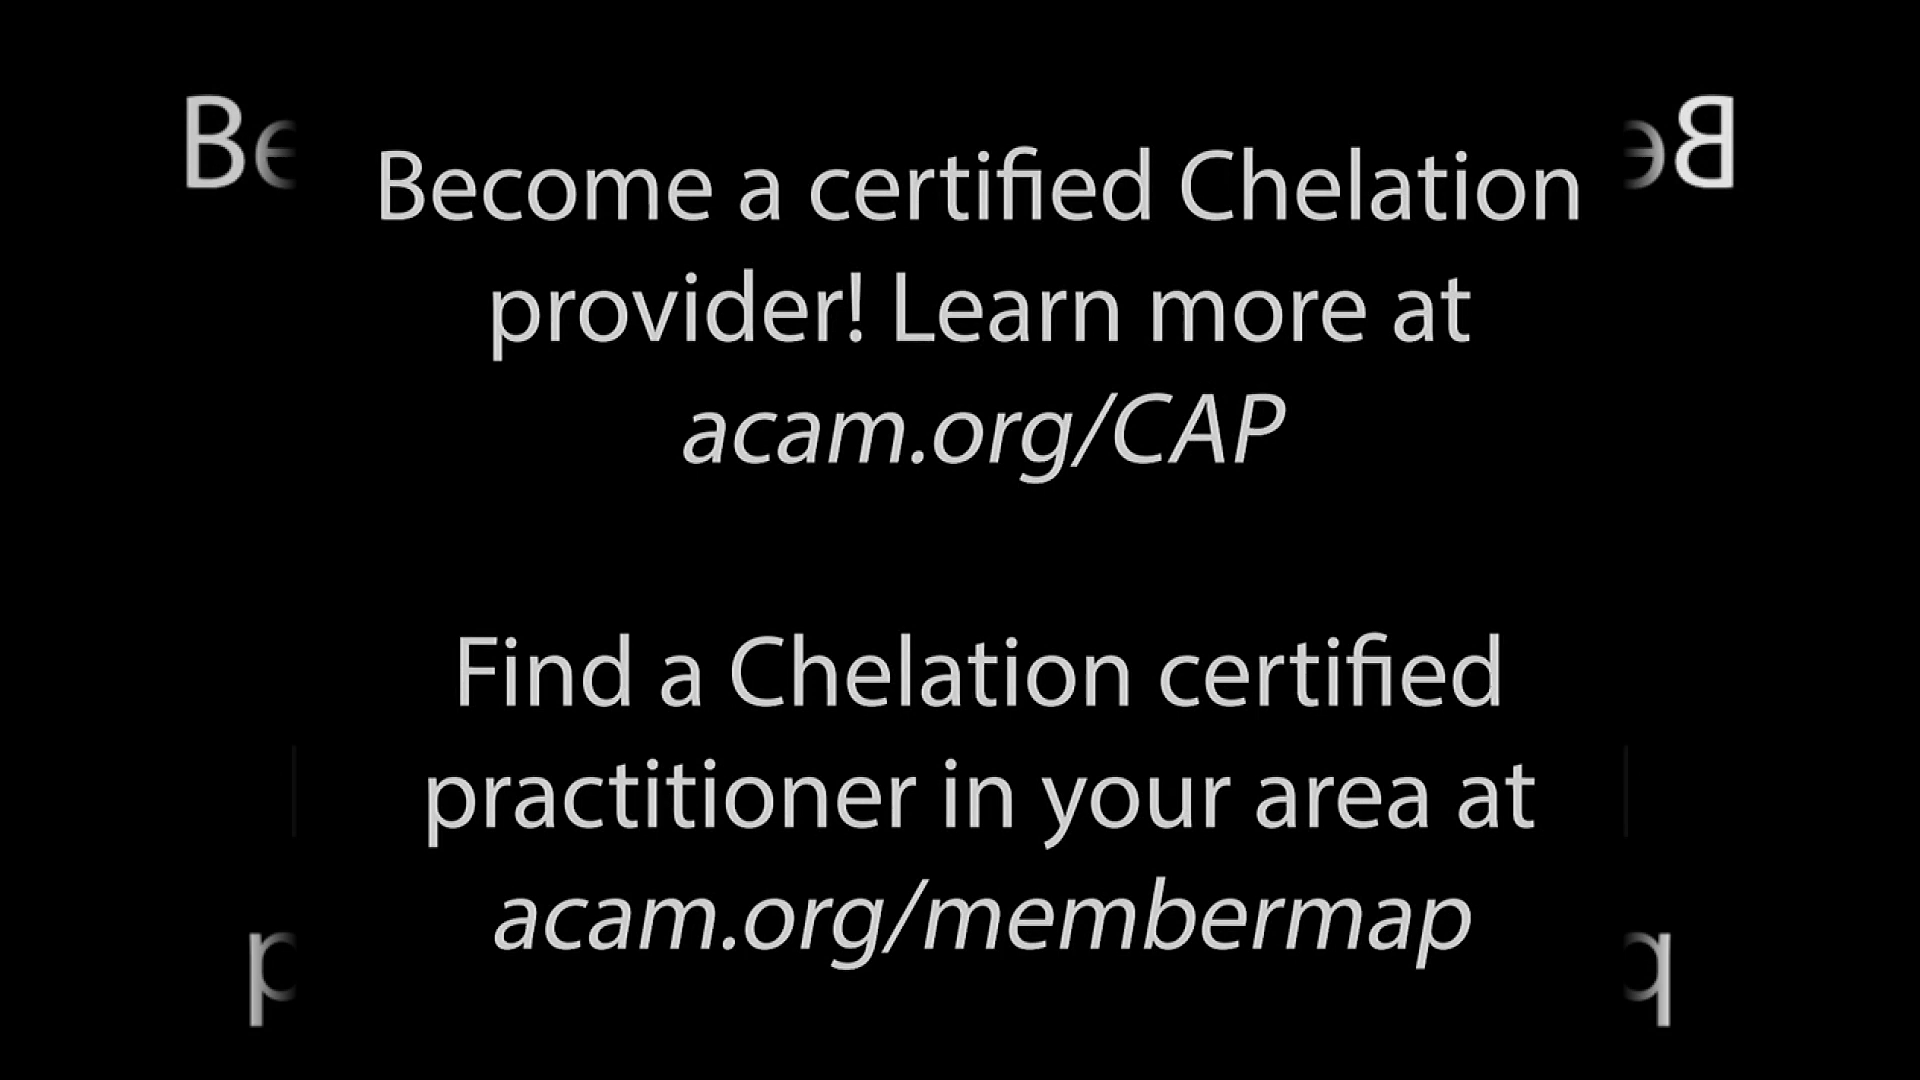 Become a certified Chelation
provider! Learn more at
acam.org/CAP
Find a Chelation certified
practitioner in your area at
acam.org/membermap